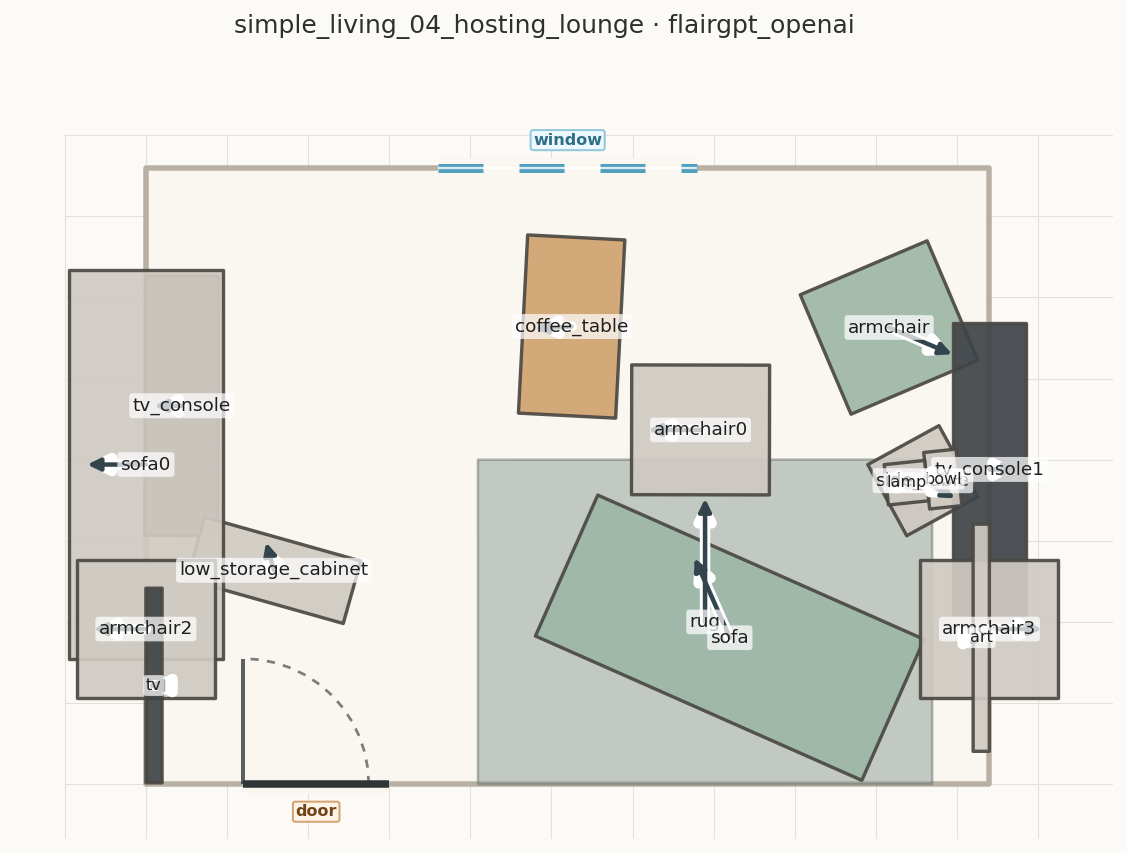 simple_living_04_hosting_lounge · flairgpt_openai
window
coffee_table
armchair
tv_console
armchair0
sofa0
tv_console1
lamp
bowl
low_storage_cabinet
armchair2
rug
sofa
armchair3
art
tv
door